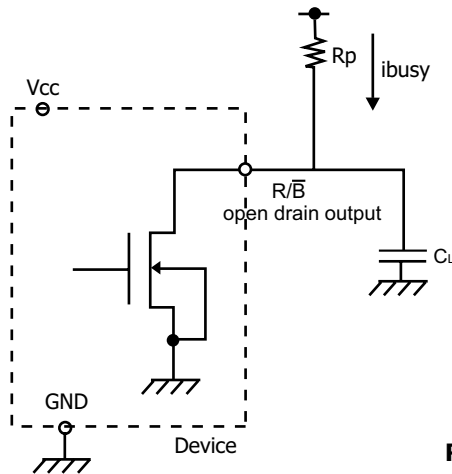 Rp
ibusy
Vcc
R/B̅
open drain output
CL
GND
Device